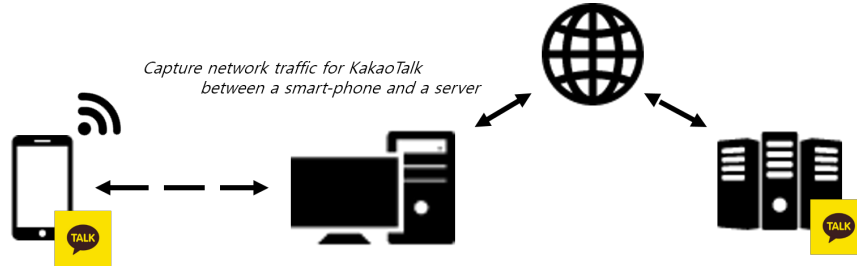 Capture network traffic for KakaoTalk
between a smart-phone and a server
TALK
TALK